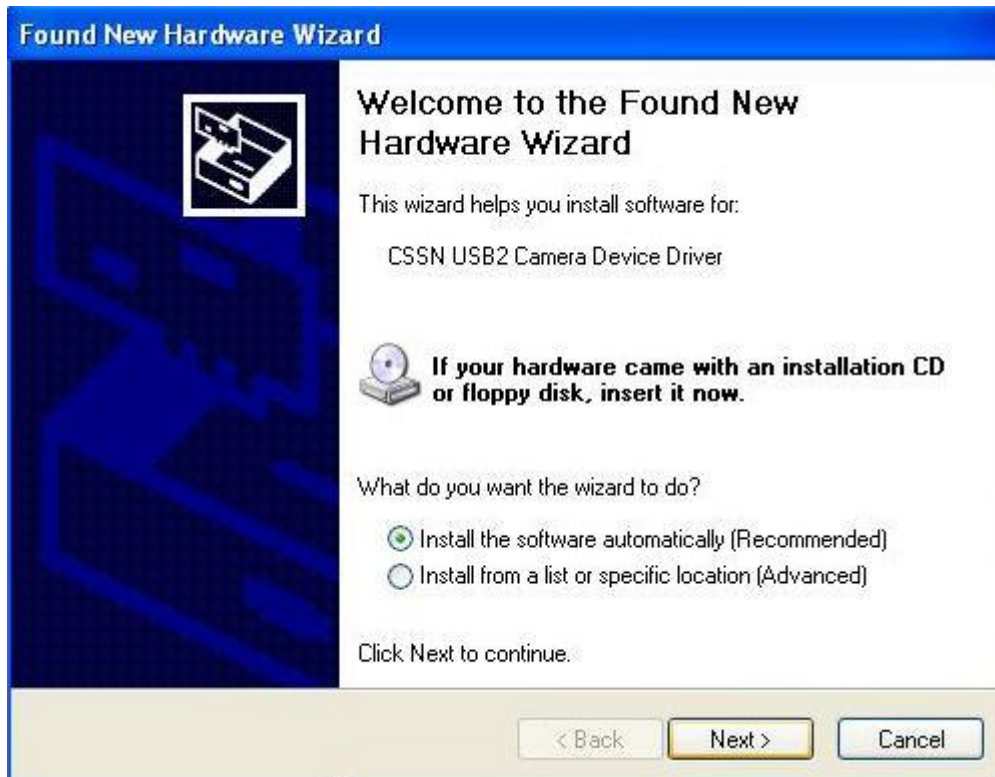 Found New Hardware Wizard
Welcome to the Found New
Hardware Wizard
This wizard helps you install software for:
CSSN USB2 Camera Device Driver
If your hardware came with an installation CD
or floppy disk, insert it now.
What do you want the wizard to do?
Install the software automatically (Recommended)
Install from a list or specific location (Advanced)
Click Next to continue.
< Back Next > Cancel